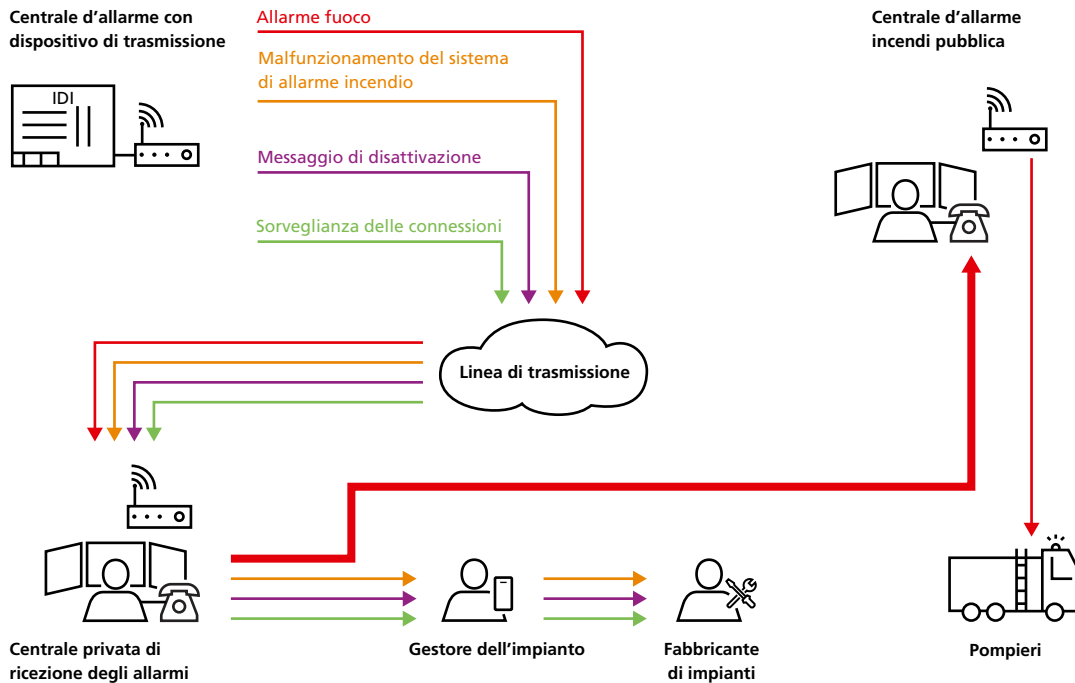 Centrale d’allarme con
dispositivo di trasmissione
IDI
Allarme fuoco
Malfunzionamento del sistema
di allarme incendio
Messaggio di disattivazione
Sorveglianza delle connessioni
Centrale d’allarme
incendi pubblica
Linea di trasmissione
Centrale privata di
ricezione degli allarmi
Gestore dell’impianto
Fabbricante
di impianti
Pompieri